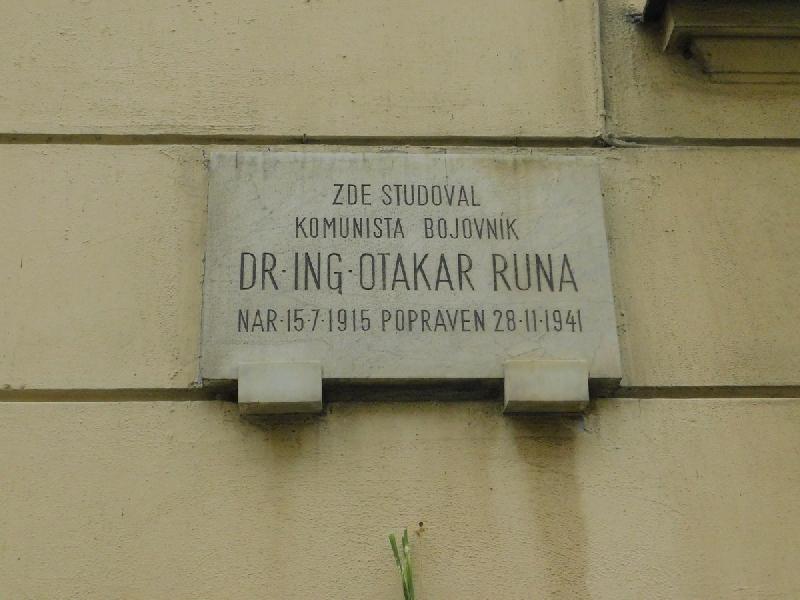 ZDE STUDOVAL
KOMUNISTA BOJOVNÍK
DR·ING·OTAKAR RUNA
NAR·15·7·1915 POPRAVEN 28·11·1941